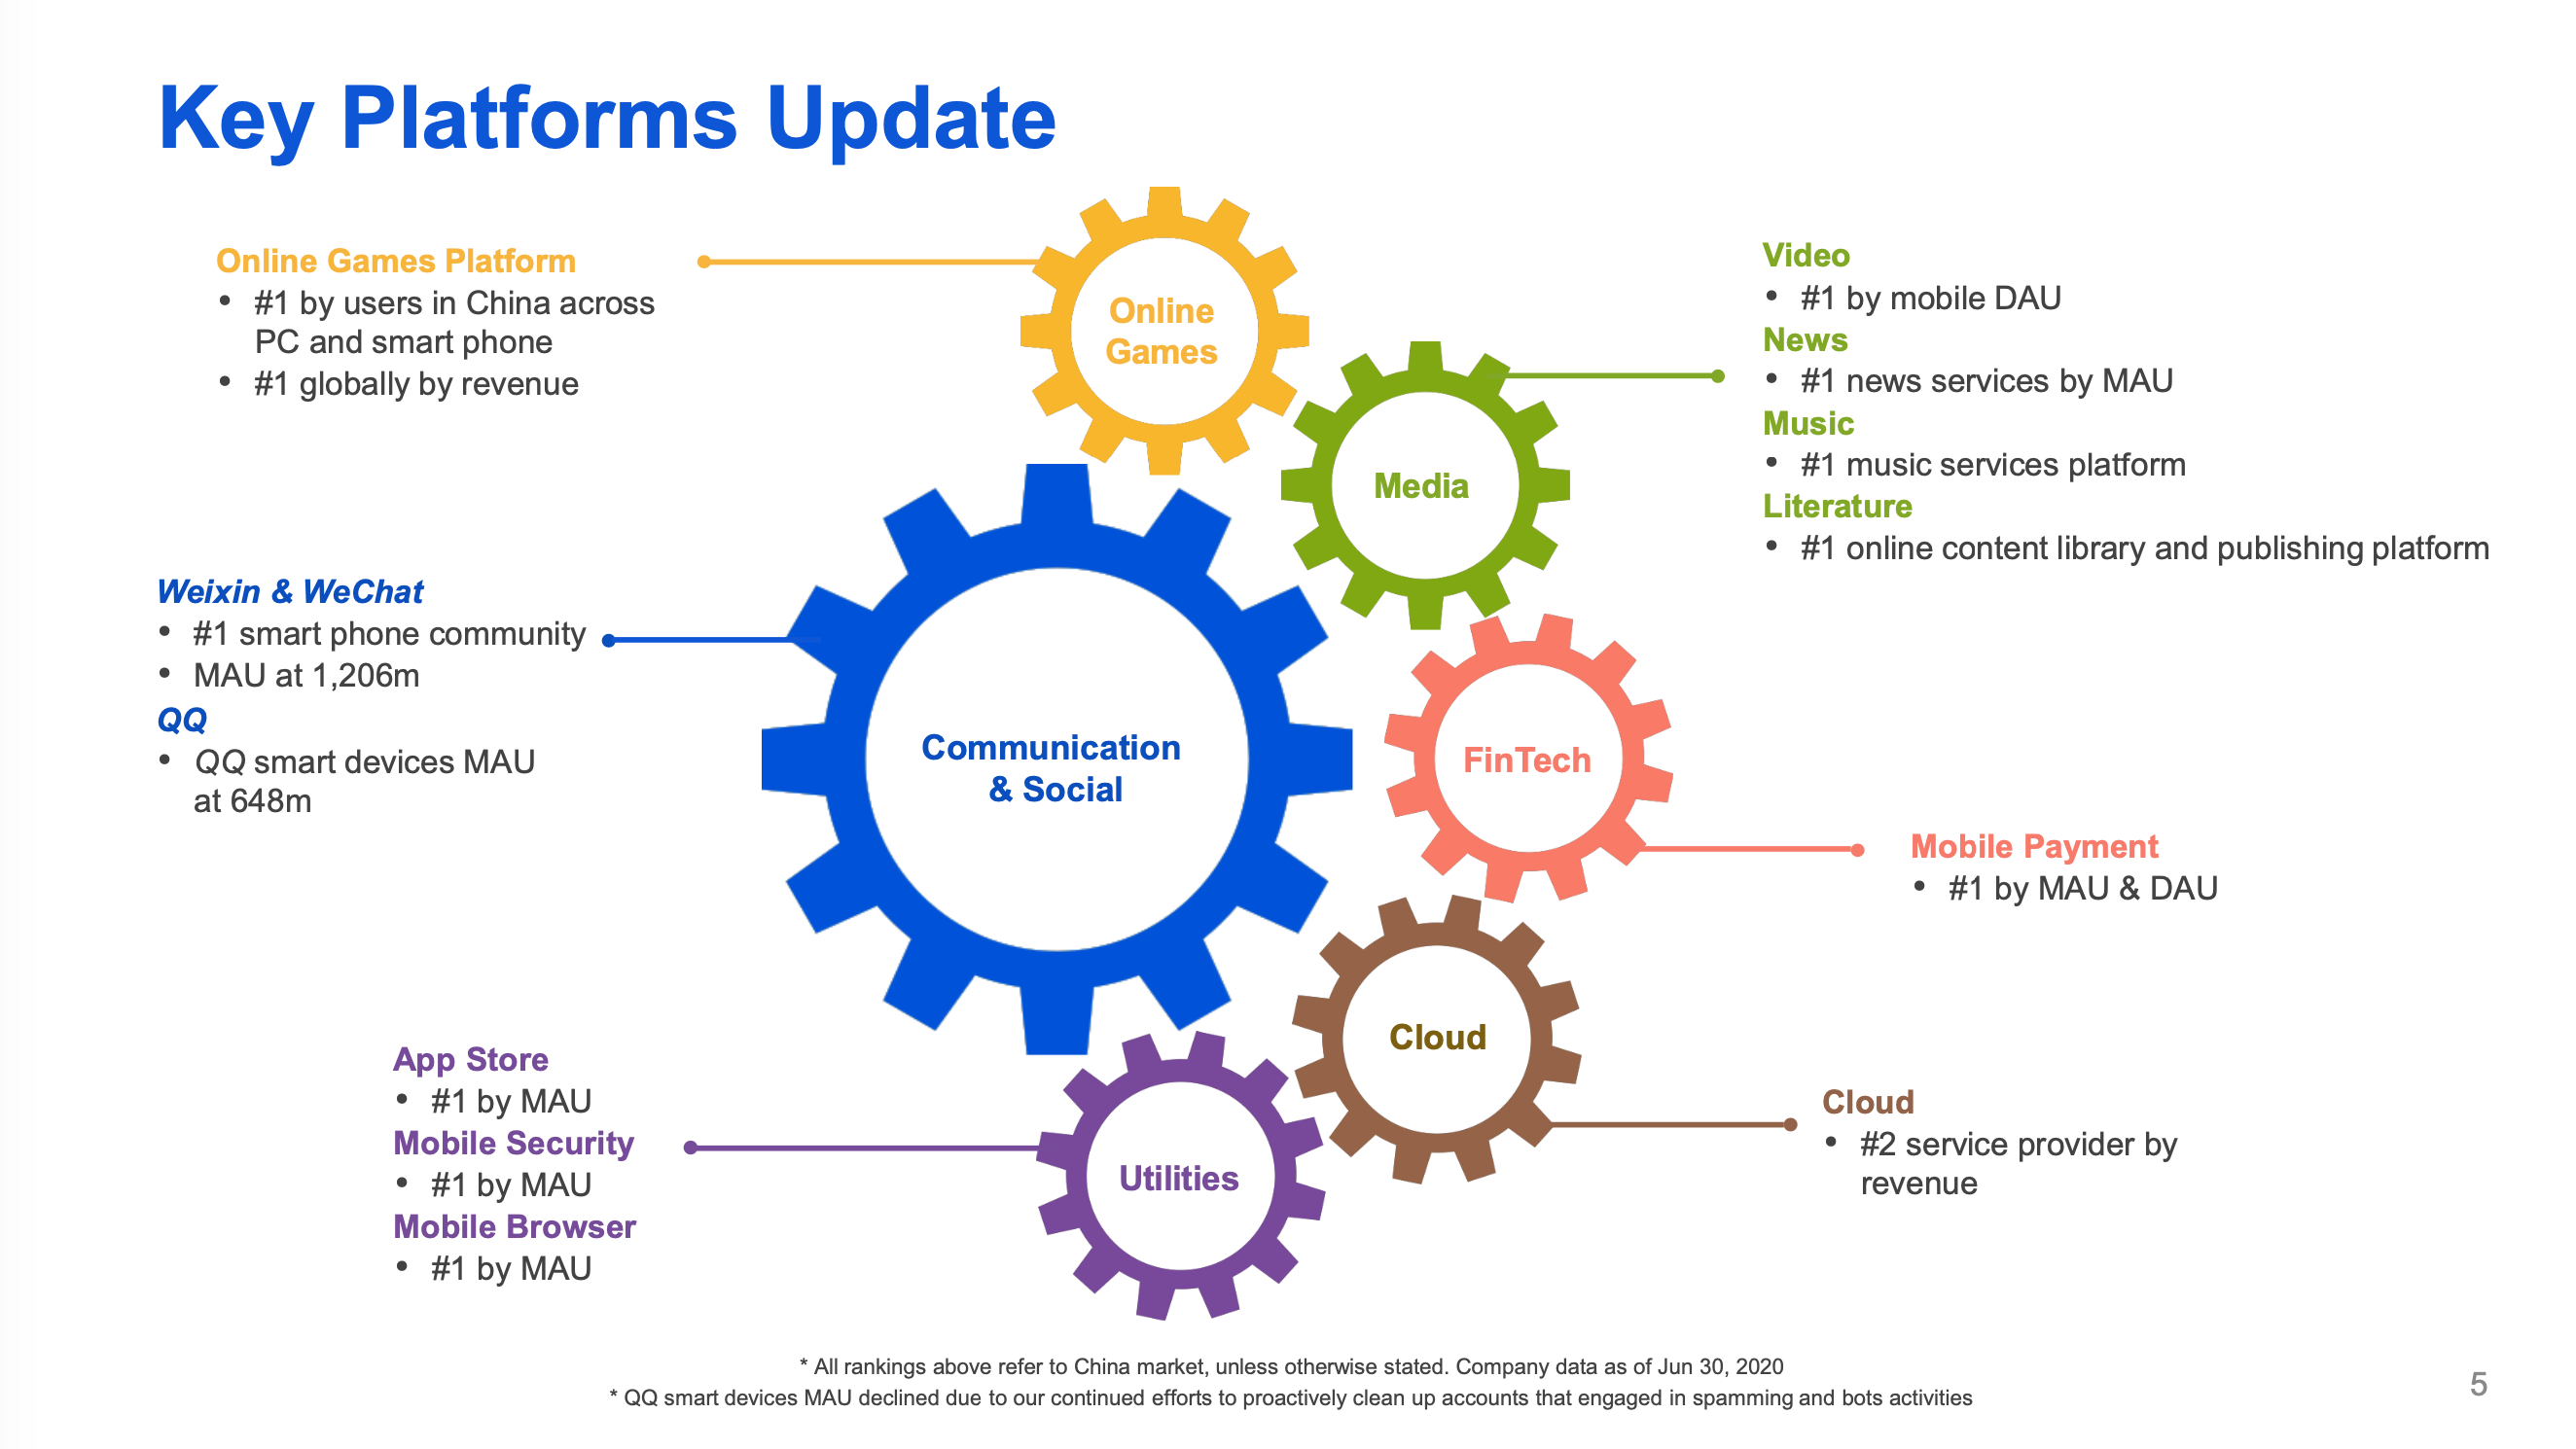 Key Platforms Update
Online Games Platform
• #1 by users in China across
PC and smart phone
• #1 globally by revenue
Weixin & WeChat
• #1 smart phone community
• MAU at 1,206m
QQ
• QQ smart devices MAU
at 648m
App Store
• #1 by MAU
Mobile Security
• #1 by MAU
Mobile Browser
• #1 by MAU
Online
Games
Media
Communication
& Social
FinTech
Cloud
Utilities
Video
• #1 by mobile DAU
News
• #1 news services by MAU
Music
• #1 music services platform
Literature
• #1 online content library and publishing platform
Mobile Payment
• #1 by MAU & DAU
Cloud
• #2 service provider by
revenue
* All rankings above refer to China market, unless otherwise stated. Company data as of Jun 30, 2020
* QQ smart devices MAU declined due to our continued efforts to proactively clean up accounts that engaged in spamming and bots activities
5